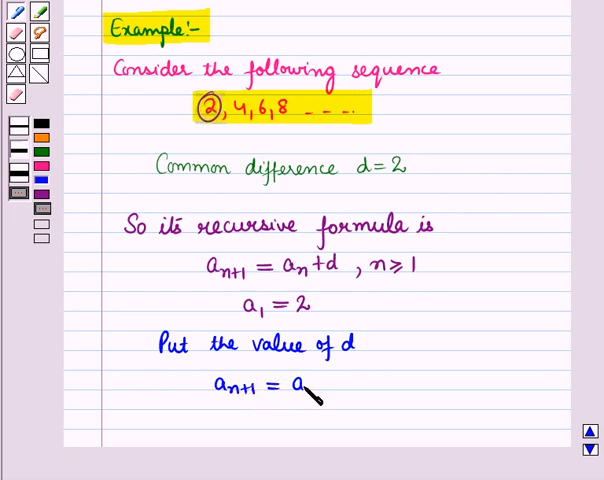 Example:-
Consider the following sequence
2, 4, 6, 8 - - - - .
Common difference d=2
So its recursive formula is
aₙ₊₁ = aₙ+d , n⩾1
a₁ = 2
Put the value of d
aₙ₊₁ = a